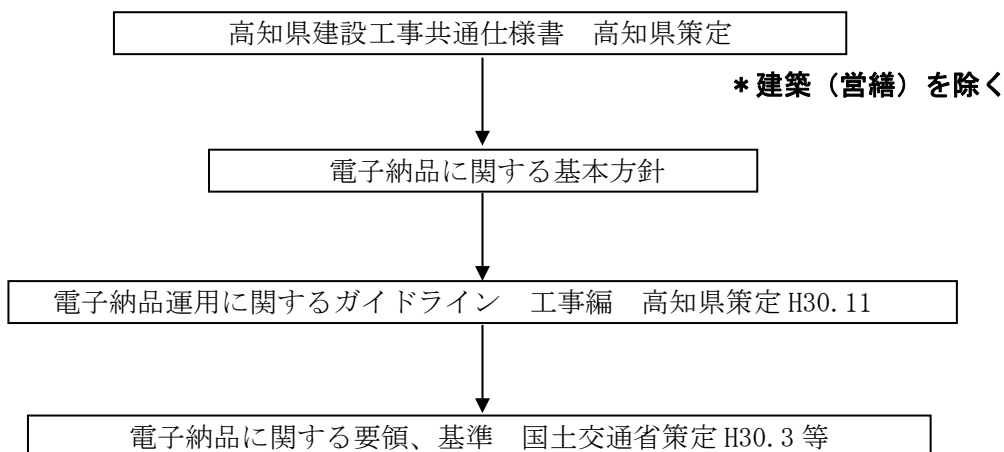 高知県建設工事共通仕様書　高知県策定
＊建築（営繕）を除く
電子納品に関する基本方針
電子納品運用に関するガイドライン　工事編　高知県策定 H30.11
電子納品に関する要領、基準　国土交通省策定 H30.3 等